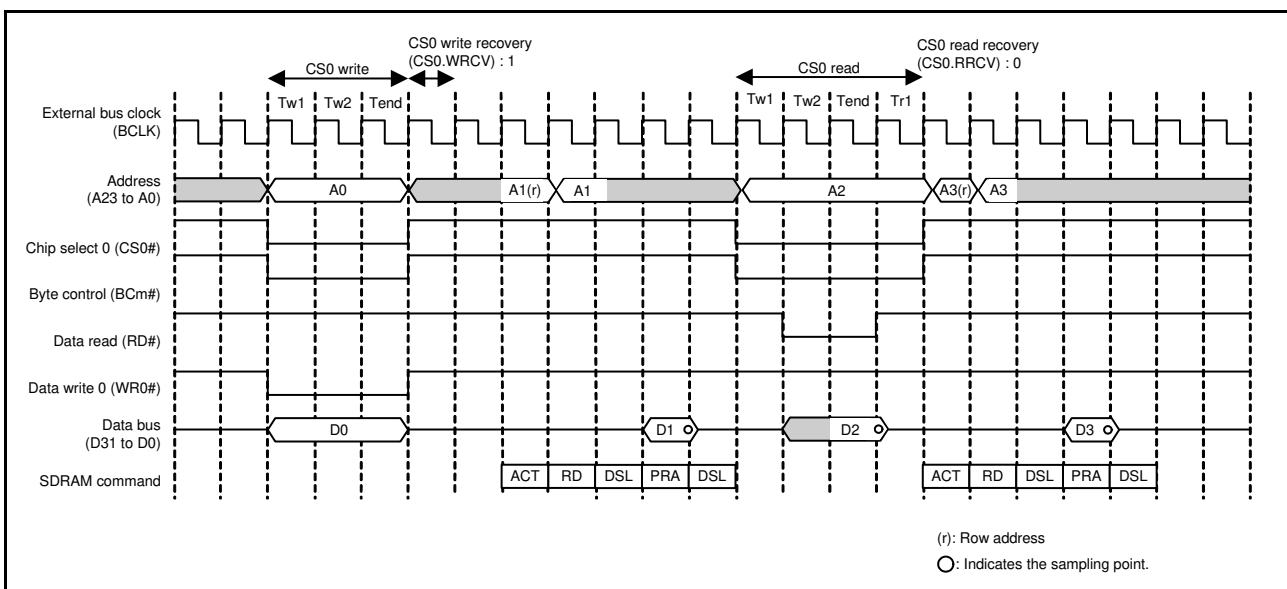 CS0 write recovery
(CS0.WRCV) : 1
CS0 read recovery
(CS0.RRCV) : 0
CS0 write
CS0 read
Tw1 Tw2 Tend
Tw1 Tw2 Tend Tr1
External bus clock
(BCLK)
Address
(A23 to A0)
A0 A1(r) A1 A2 A3(r) A3
Chip select 0 (CS0#)
Byte control (BCm#)
Data read (RD#)
Data write 0 (WR0#)
Data bus
(D31 to D0)
D0 D1 D2 D3
SDRAM command
ACT RD DSL PRA DSL ACT RD DSL PRA DSL
(r): Row address
: Indicates the sampling point.